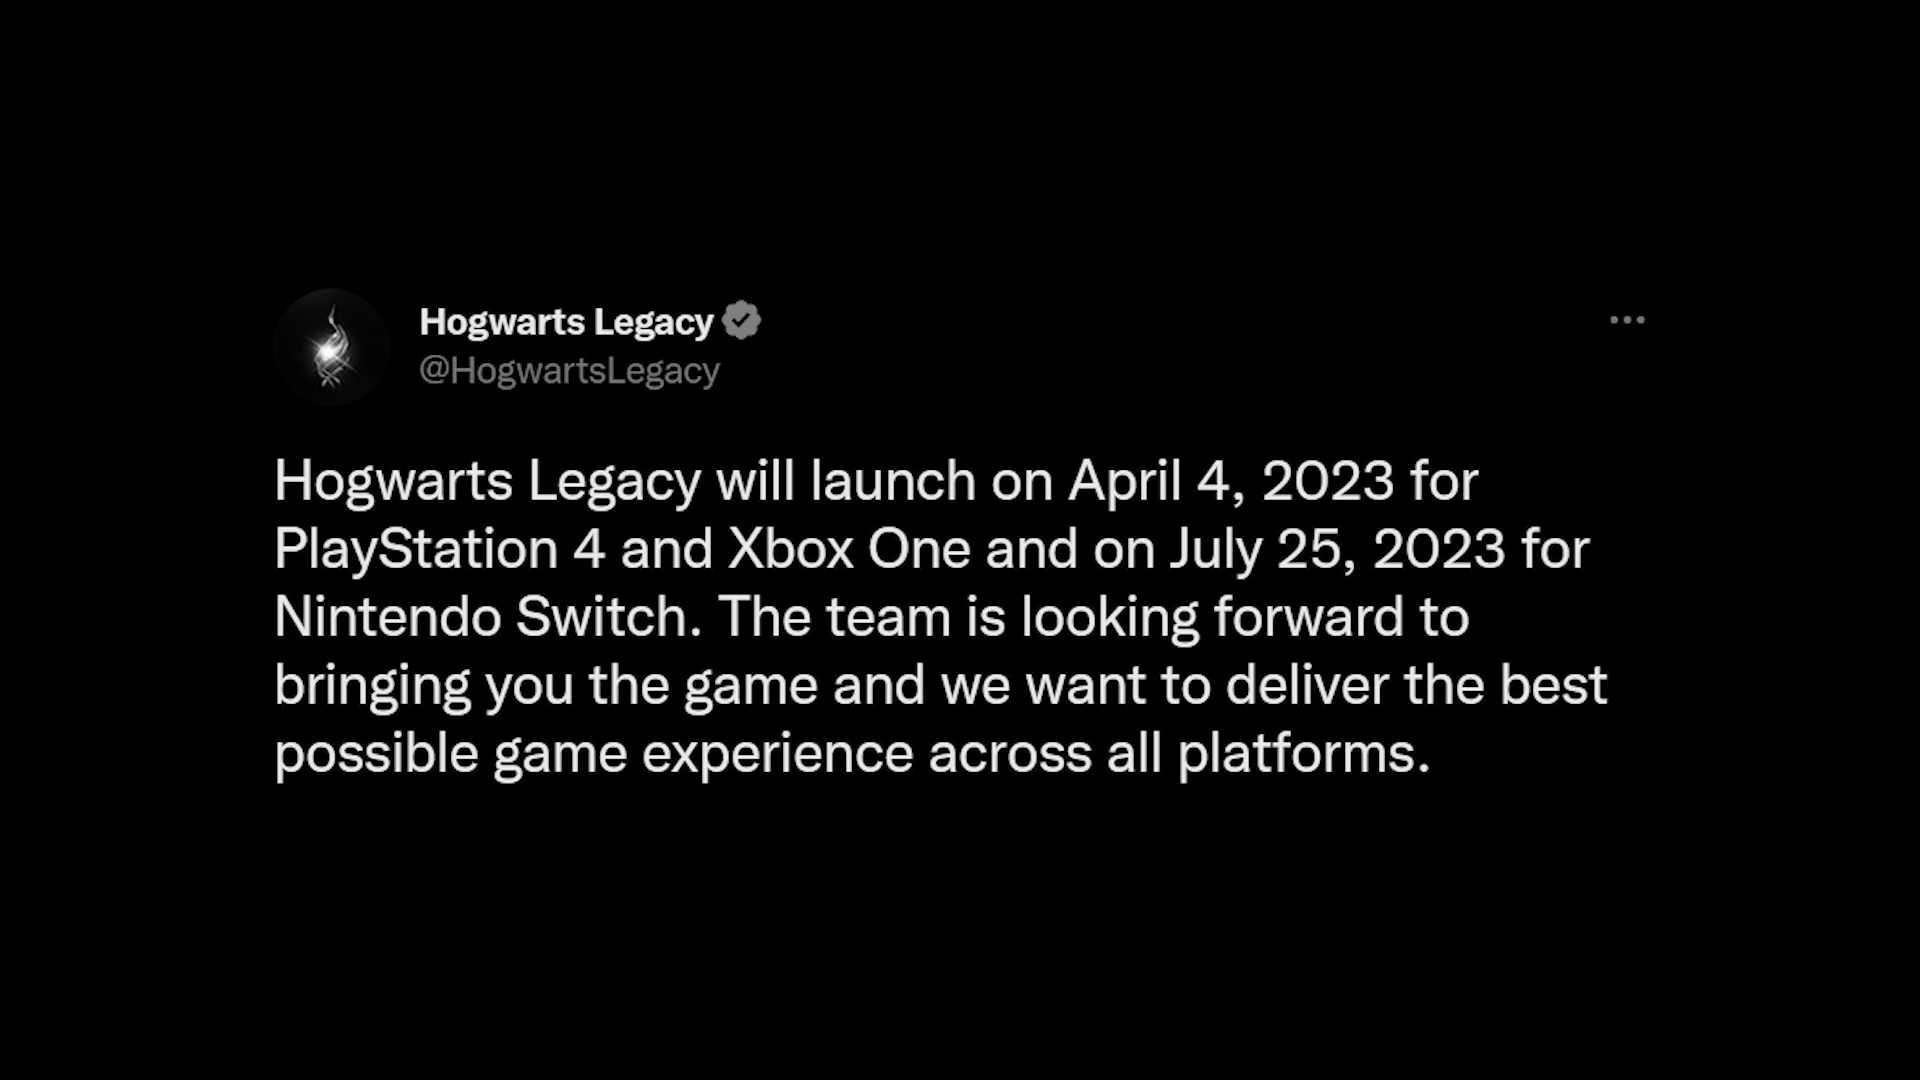 Hogwarts Legacy
@HogwartsLegacy
Hogwarts Legacy will launch on April 4, 2023 for
PlayStation 4 and Xbox One and on July 25, 2023 for
Nintendo Switch. The team is looking forward to
bringing you the game and we want to deliver the best
possible game experience across all platforms.